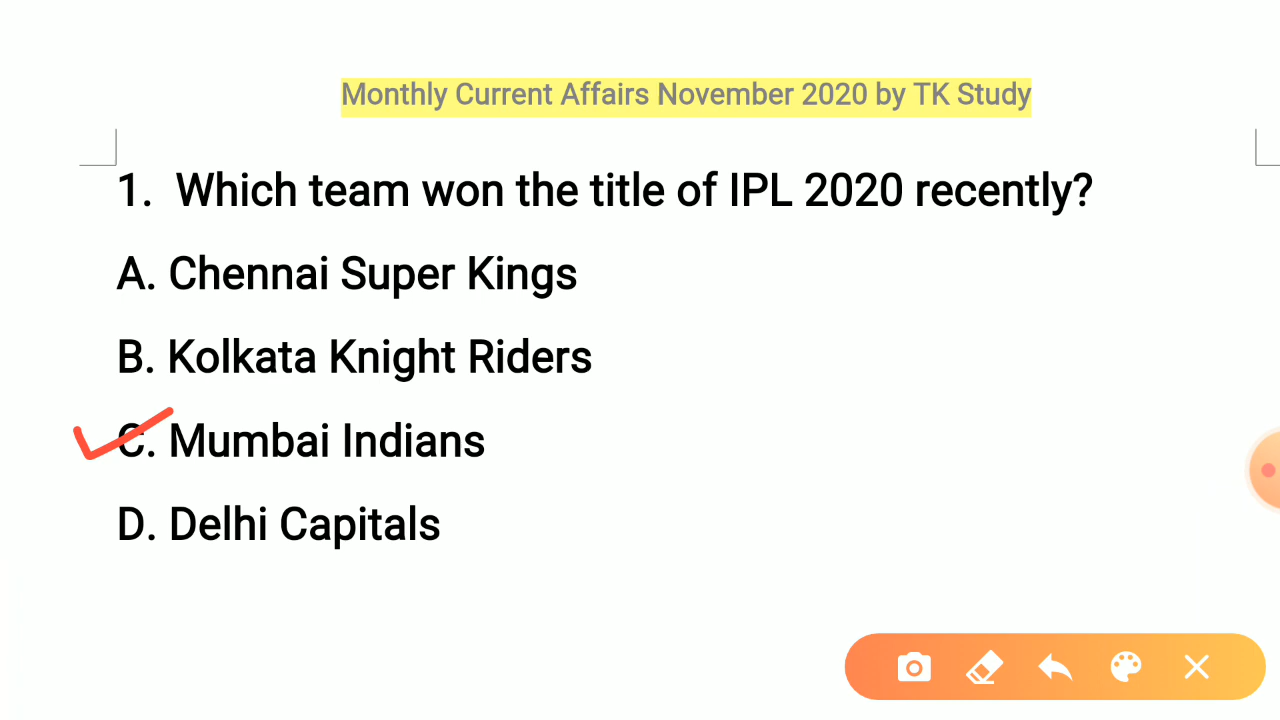 Monthly Current Affairs November 2020 by TK Study
1. Which team won the title of IPL 2020 recently?
A. Chennai Super Kings
B. Kolkata Knight Riders
C. Mumbai Indians
D. Delhi Capitals